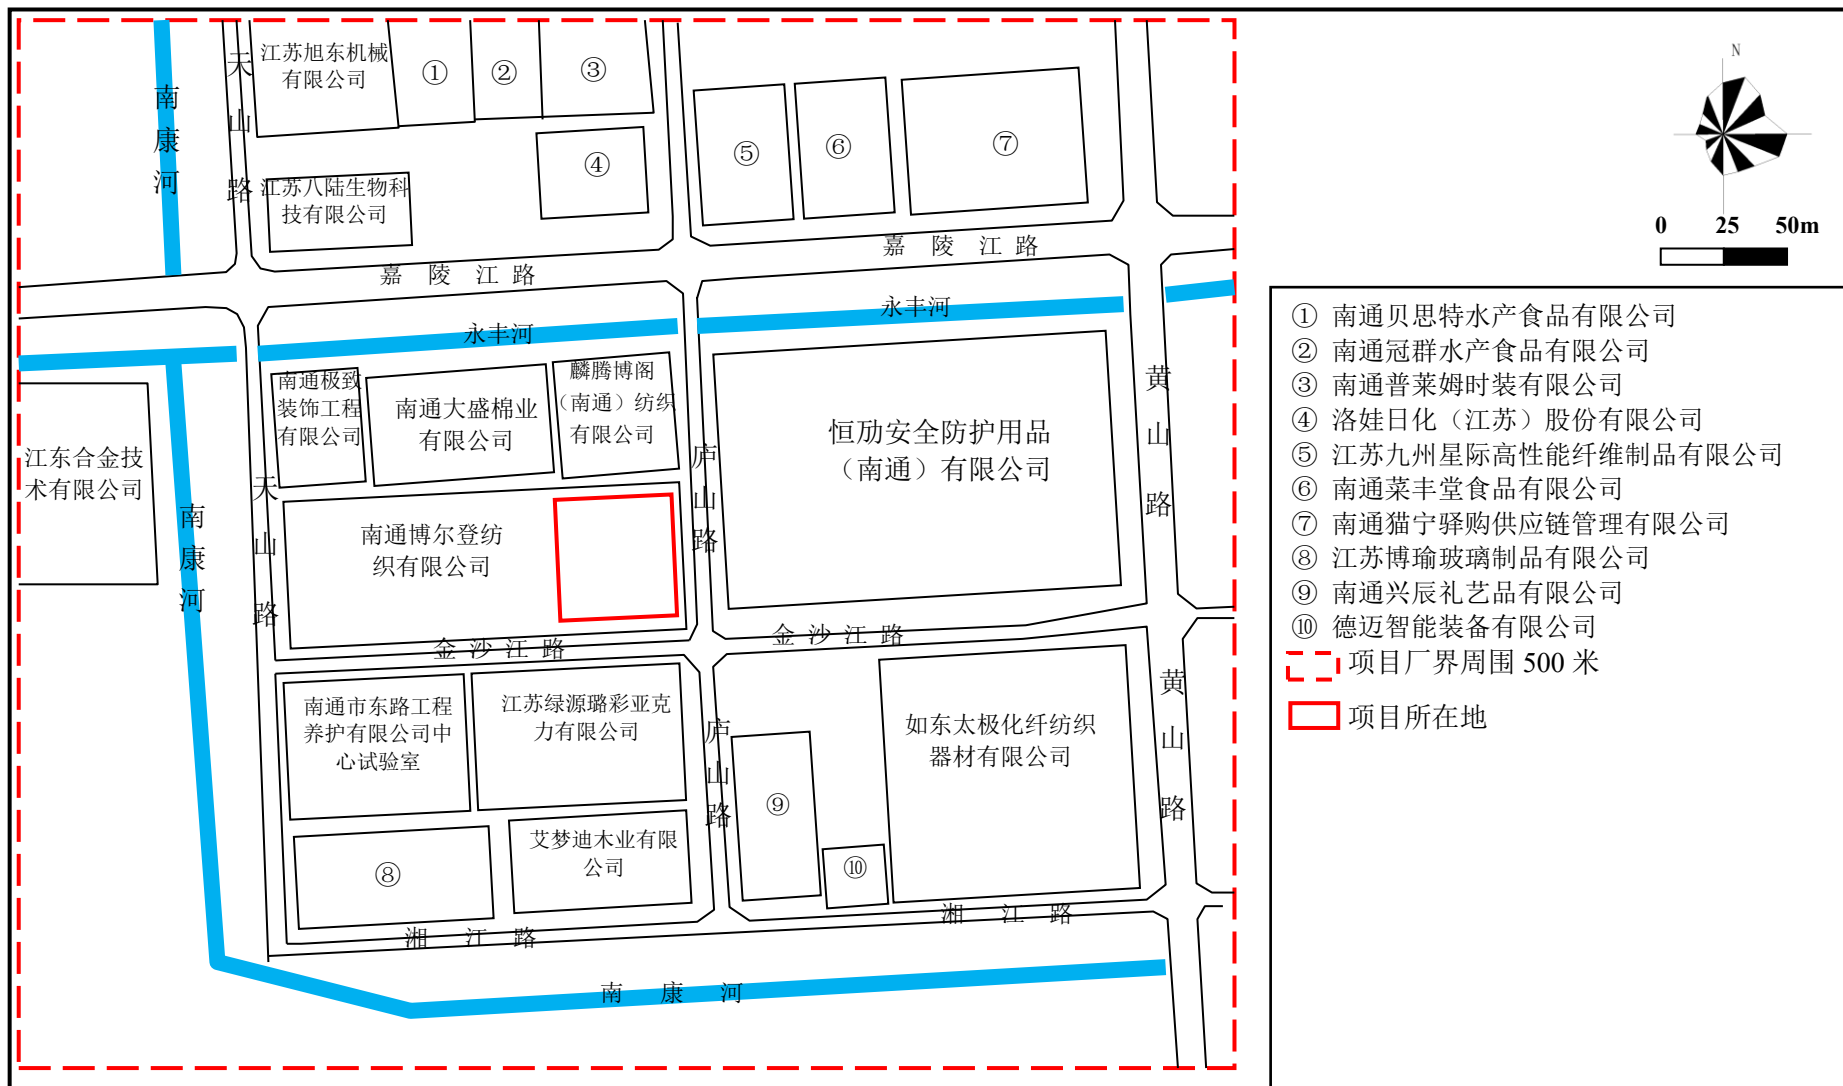 江苏旭东机械
有限公司
①
②
③
④
⑤
⑥
⑦
江苏八陆生物科
技有限公司
南康河
天山路
嘉陵江路
嘉陵江路
永丰河
永丰河
南通极致
装饰工程
有限公司
南通大盛棉业
有限公司
麟腾博阁
（南通）纺织
有限公司
恒劢安全防护用品
（南通）有限公司
江东合金技
术有限公司
南康河
天山路
庐山路
黄山路
南通博尔登纺
织有限公司
金沙江路
金沙江路
南通市东路工程
养护有限公司中
心试验室
江苏绿源璐彩亚克
力有限公司
庐山路
如东太极化纤纺织
器材有限公司
黄山路
⑧
艾梦迪木业有限
公司
⑨
⑩
湘江路
湘江路
南康河
N
0 25 50m
① 南通贝思特水产食品有限公司
② 南通冠群水产食品有限公司
③ 南通普莱姆时装有限公司
④ 洛娃日化（江苏）股份有限公司
⑤ 江苏九州星际高性能纤维制品有限公司
⑥ 南通菜丰堂食品有限公司
⑦ 南通猫宁驿购供应链管理有限公司
⑧ 江苏博瑜玻璃制品有限公司
⑨ 南通兴辰礼艺品有限公司
⑩ 德迈智能装备有限公司
项目厂界周围 500 米
项目所在地